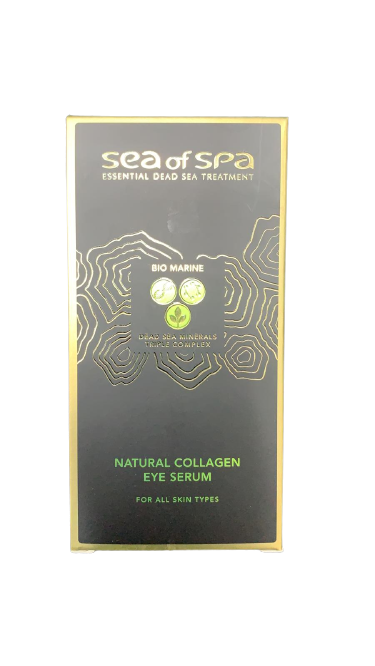 sea of spa
ESSENTIAL DEAD SEA TREATMENT
BIO MARINE
DEAD SEA MINERALS
TRIPLE COMPLEX
NATURAL COLLAGEN
EYE SERUM
FOR ALL SKIN TYPES